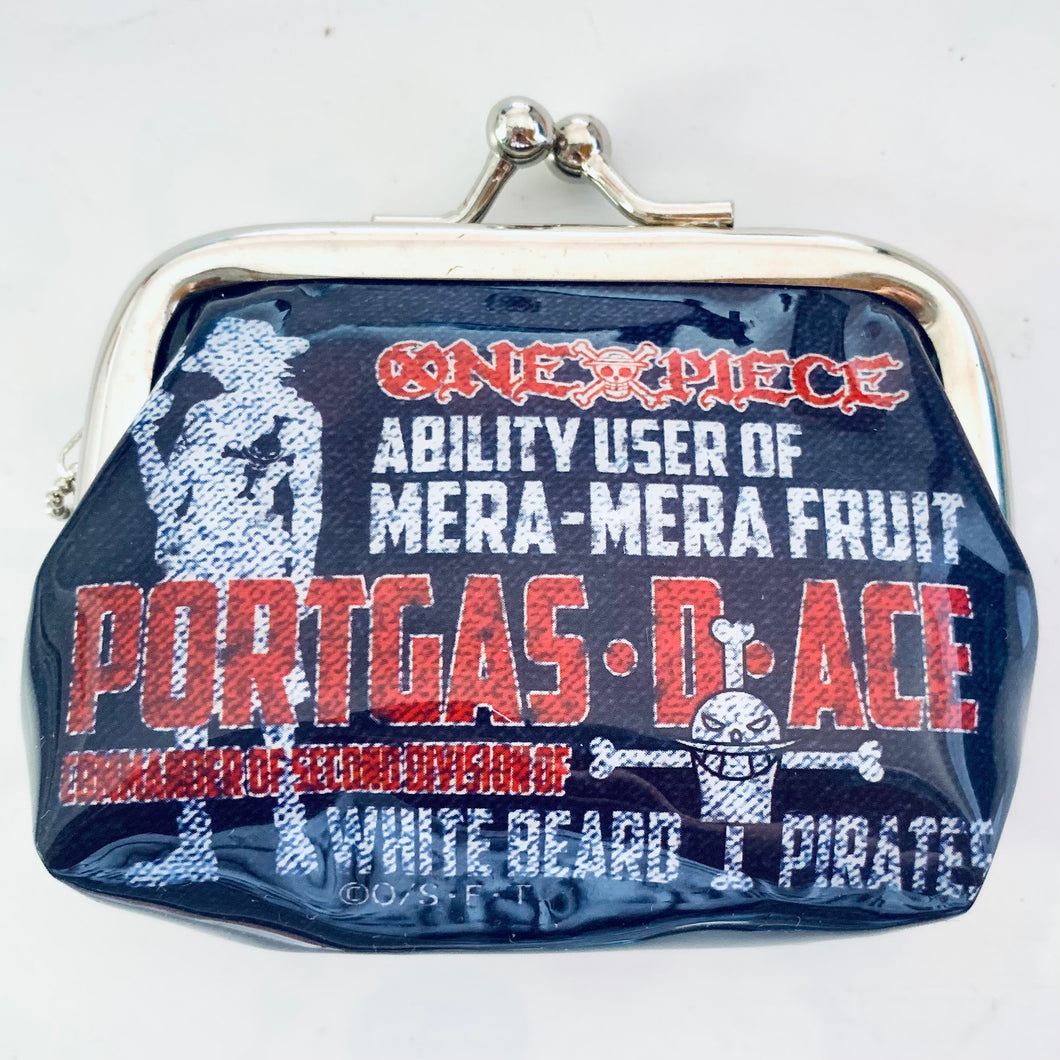 ONE PIECE
ABILITY USER OF
MERA-MERA FRUIT
PORTGAS·D·ACE
COMMANDER OF SECOND DIVISION OF
WHITE BEARD PIRATES
©O/S·F·T